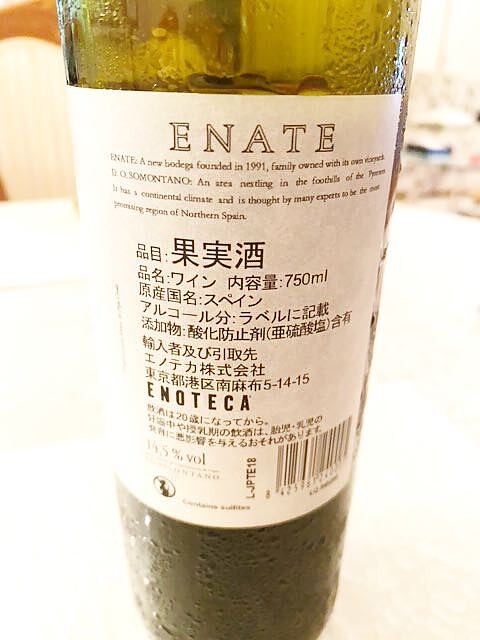 ENATE
ENATE: A new bodega founded in 1991, family owned with its own vineyards.
D. O. SOMONTANO: An area nestling in the foothills of the Pyrenees.
It has a continental climate and is thought by many experts to be the most
promising region of Northern Spain.
品目:果実酒
品名:ワイン 内容量:750ml
原産国名:スペイン
アルコール分:ラベルに記載
添加物:酸化防止剤(亜硫酸塩)含有
輸入者及び引取先
エノテカ株式会社
東京都港区南麻布5-14-15
ENOTECA
飲酒は20歳になってから。
妊娠中や授乳期の飲酒は、胎児・乳児の
発育に悪影響を与えるおそれがあります。
14.5 % vol
SOMONTANO
L-JPTE18
Contains sulfites